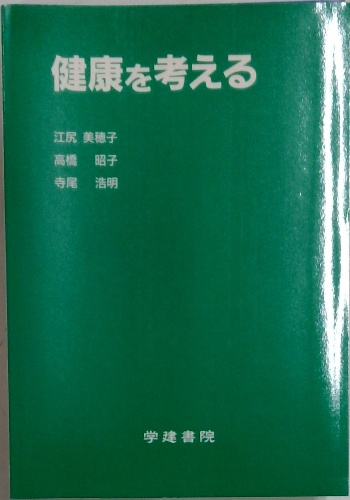 健康を考える
江尻 美穂子
高橋 昭子
寺尾 浩明
学建書院